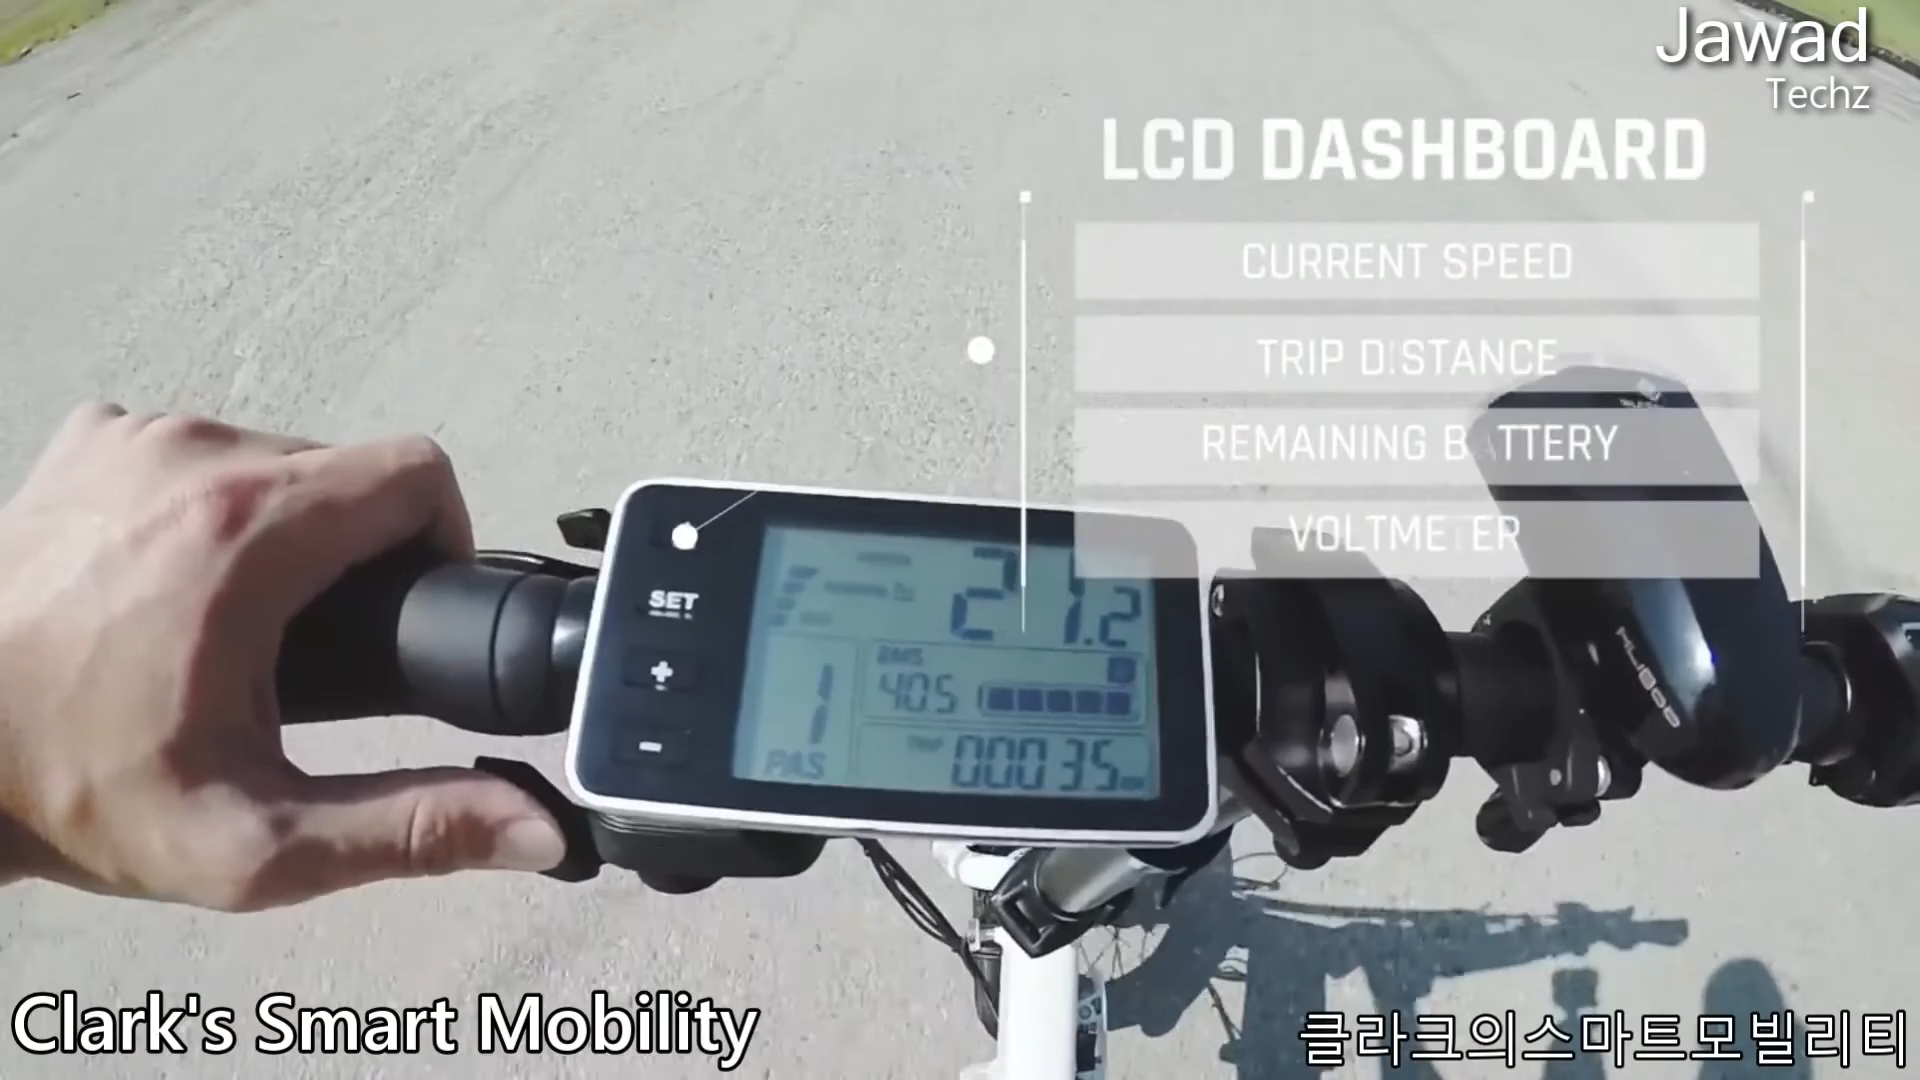 Jawad
Techz
LCD DASHBOARD
CURRENT SPEED
TRIP DISTANCE
REMAINING BATTERY
VOLTMETER
21.2
SET
+
-
BMS
40.5
1
PAS
TRIP
00035
Clark's Smart Mobility
클라크의스마트모빌리티